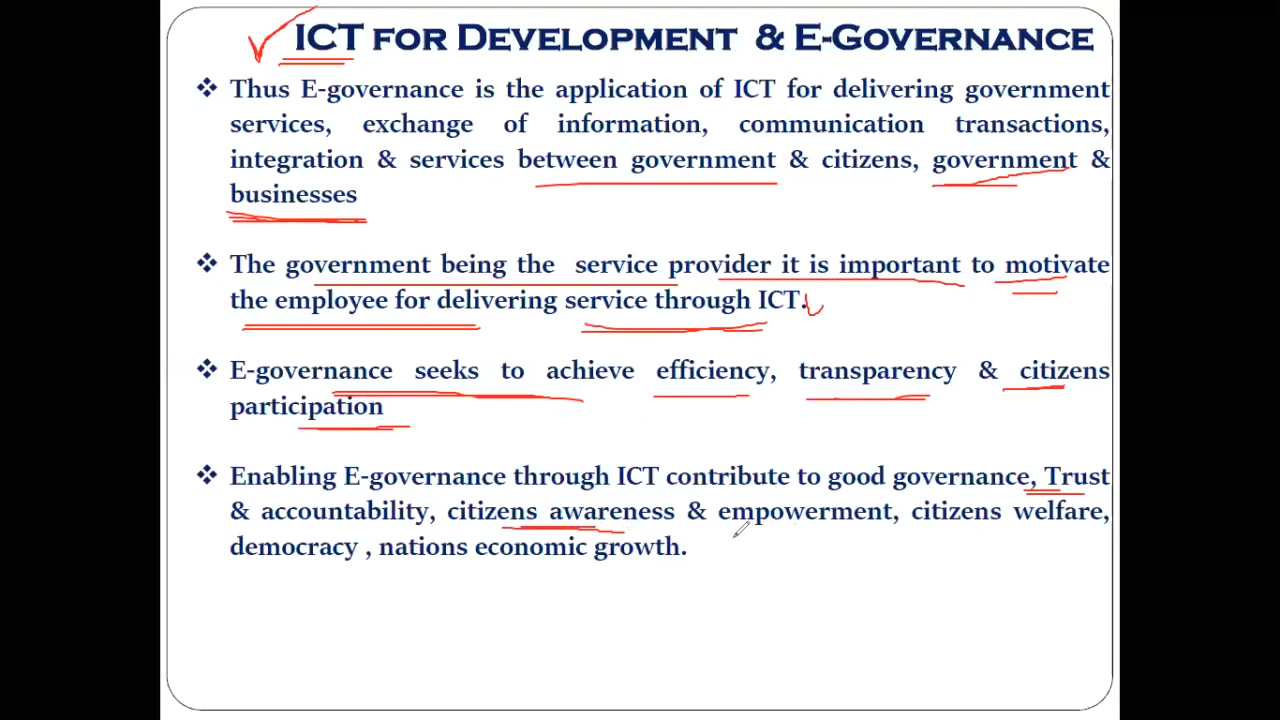 ICT FOR DEVELOPMENT & E-GOVERNANCE
Thus E-governance is the application of ICT for delivering government
services, exchange of information, communication transactions,
integration & services between government & citizens, government &
businesses
The government being the service provider it is important to motivate
the employee for delivering service through ICT.
E-governance seeks to achieve efficiency, transparency & citizens
participation
Enabling E-governance through ICT contribute to good governance, Trust
& accountability, citizens awareness & empowerment, citizens welfare,
democracy , nations economic growth.